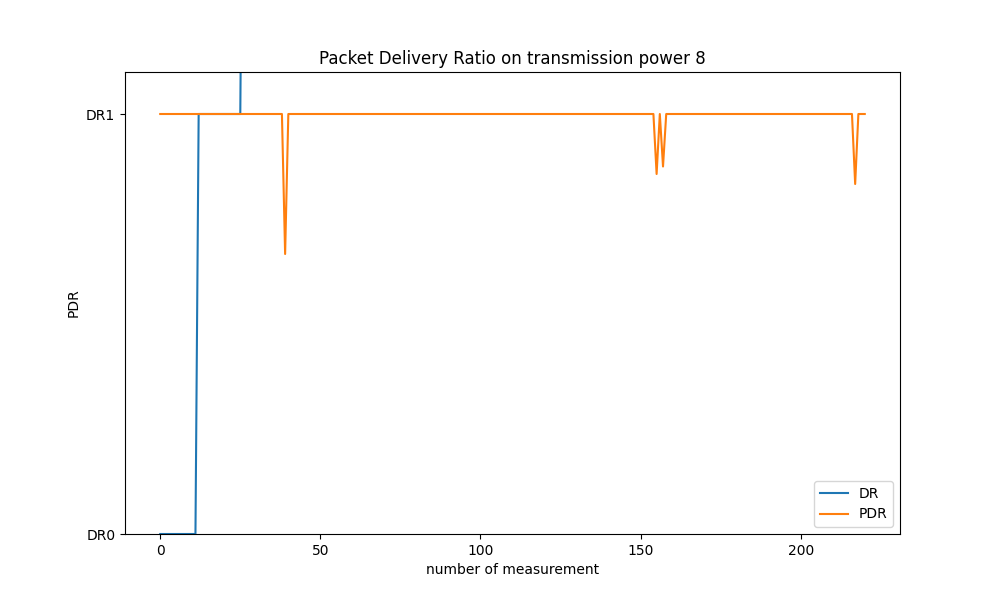 Packet Delivery Ratio on transmission power 8
DR1
PDR
DR0
0 50 100 150 200
number of measurement
DR
PDR